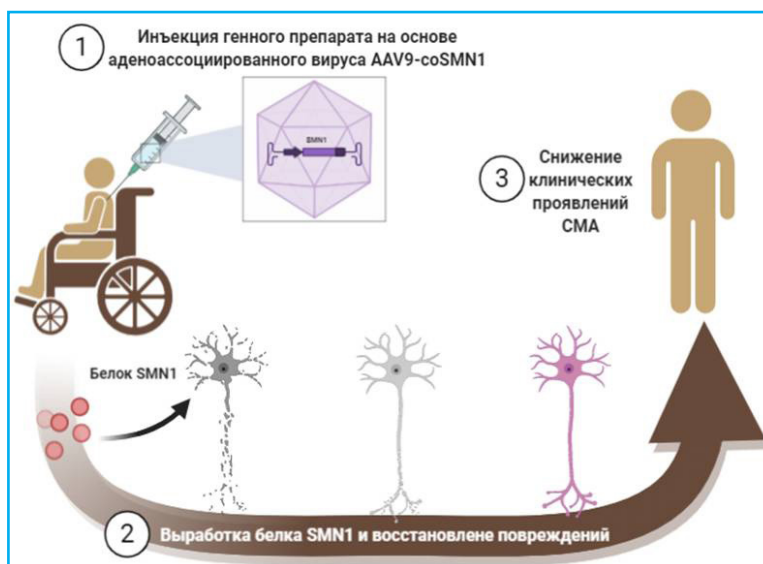 1
Инъекция генного препарата на основе
аденоассоциированного вируса AAV9-coSMN1
SMN1
3
Снижение
клинических
проявлений
СМА
Белок SMN1
2
Выработка белка SMN1 и восстановлене повреждений